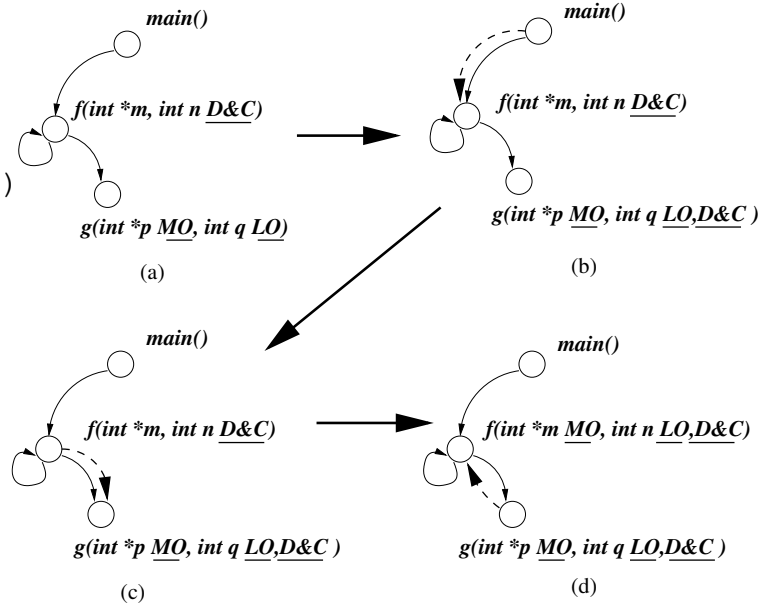 main()
f(int *m, int n D&C)
)
g(int *p MO, int q LO)
(a)
main()
f(int *m, int n D&C)
g(int *p MO, int q LO,D&C )
(b)
main()
f(int *m, int n D&C)
g(int *p MO, int q LO,D&C )
(c)
main()
f(int *m MO, int n LO,D&C)
g(int *p MO, int q LO,D&C )
(d)